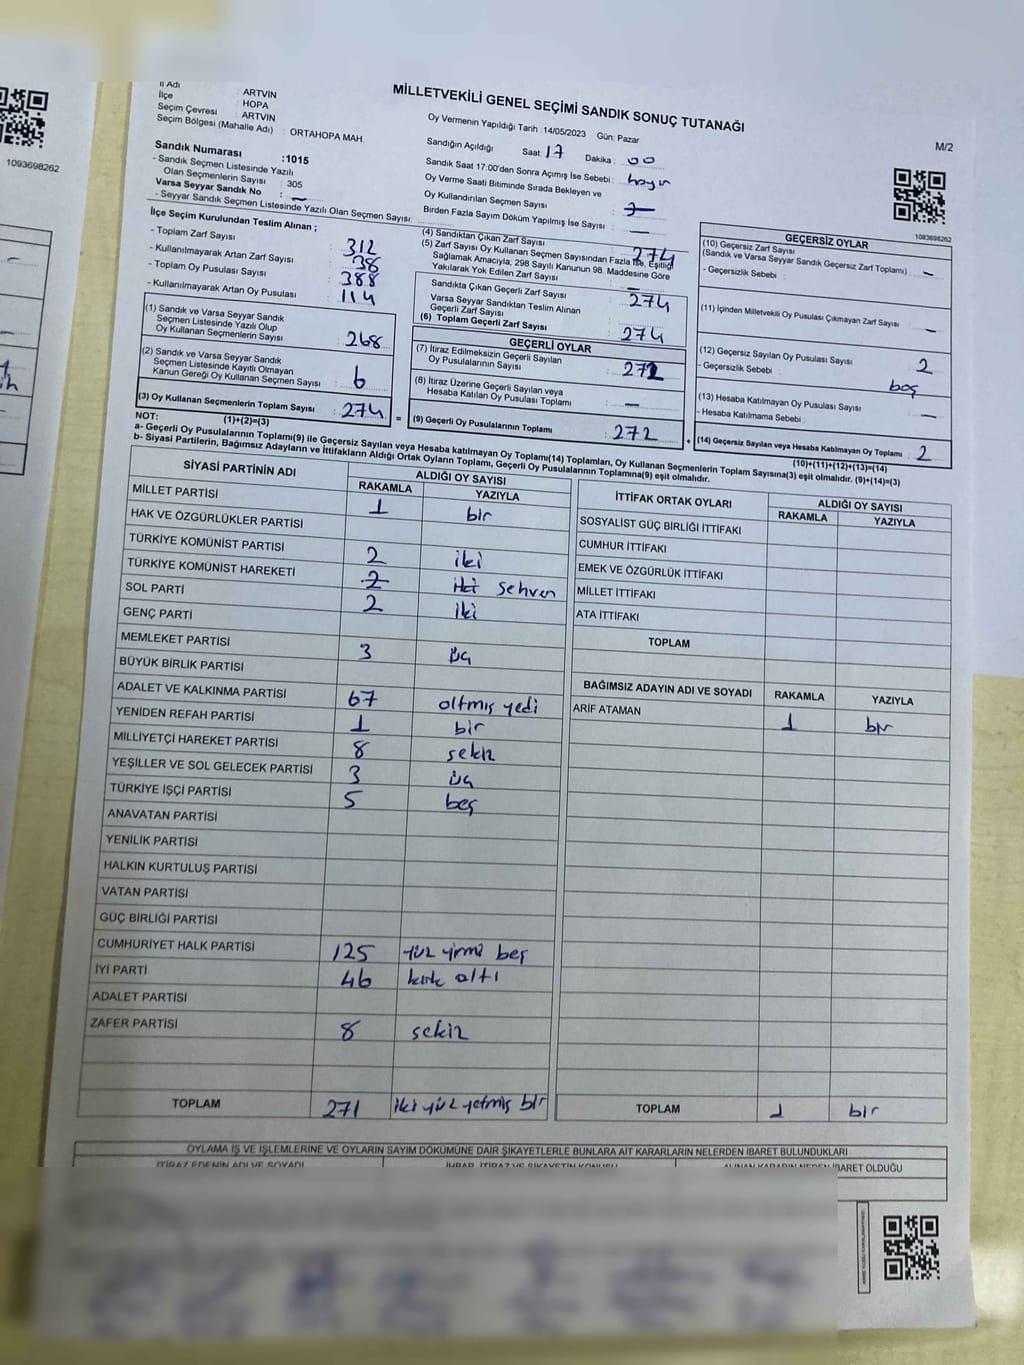 İl Adı : ARTVİN
İlçe : HOPA
Seçim Çevresi : ARTVİN
Seçim Bölgesi (Mahalle Adı) : ORTAHOPA MAH.
1093698262
MİLLETVEKİLİ GENEL SEÇİMİ SANDIK SONUÇ TUTANAĞI
M/2
1083698262
Oy Vermenin Yapıldığı Tarih :14/05/2023 Gün: Pazar
Sandığın Açıldığı Saat: 17 Dakika : 00
Sandık Saat 17:00'den Sonra Açımış İse Sebebi : hayır
Oy Verme Saati Bitiminde Sırada Bekleyen ve
Oy Kullandırılan Seçmen Sayısı :
Birden Fazla Sayım Döküm Yapılmış İse Sayısı : —
Sandık Numarası :1015
- Sandık Seçmen Listesinde Yazılı
Olan Seçmenlerin Sayısı : 305
Varsa Seyyar Sandık No : —
- Seyyar Sandık Seçmen Listesinde Yazılı Olan Seçmen Sayısı:
İlçe Seçim Kurulundan Teslim Alınan ;
- Toplam Zarf Sayısı : 312
- Kullanılmayarak Artan Zarf Sayısı : 38
- Toplam Oy Pusulası Sayısı : 388
- Kullanılmayarak Artan Oy Pusulası : 114
(1) Sandık ve Varsa Seyyar Sandık
Seçmen Listesinde Yazılı Olup
Oy Kullanan Seçmenlerin Sayısı : 268
(2) Sandık ve Varsa Seyyar Sandık
Seçmen Listesinde Kayıtlı Olmayan
Kanun Gereği Oy Kullanan Seçmen Sayısı : 6
(3) Oy Kullanan Seçmenlerin Toplam Sayısı : 274 =
(1)+(2)=(3)
(4) Sandıktan Çıkan Zarf Sayısı : 274
(5) Zarf Sayısı Oy Kullanan Seçmen Sayısından Fazla İse, Eşitliği
Sağlamak Amacıyla; 298 Sayılı Kanunun 98. Maddesine Göre
Yakılarak Yok Edilen Zarf Sayısı : —
Sandıkta Çıkan Geçerli Zarf Sayısı : 274
Varsa Seyyar Sandıktan Teslim Alınan
Geçerli Zarf Sayısı :
(6) Toplam Geçerli Zarf Sayısı : 274
GEÇERLİ OYLAR
(7) İtiraz Edilmeksizin Geçerli Sayılan
Oy Pusulalarının Sayısı : 272
(8) İtiraz Üzerine Geçerli Sayılan veya
Hesaba Katılan Oy Pusulası Toplamı : —
(9) Geçerli Oy Pusulalarının Toplamı : 272 +
GEÇERSİZ OYLAR
(10) Geçersiz Zarf Sayısı
(Sandık ve Varsa Seyyar Sandık Geçersiz Zarf Toplamı) : —
- Geçersizlik Sebebi :
(11) İçinden Milletvekili Oy Pusulası Çıkmayan Zarf Sayısı : —
(12) Geçersiz Sayılan Oy Pusulası Sayısı : 2
- Geçersizlik Sebebi : boş
(13) Hesaba Katılmayan Oy Pusulası Sayısı : —
- Hesaba Katılmama Sebebi :
(14) Geçersiz Sayılan veya Hesaba Katılmayan Oy Toplamı : 2
(10)+(11)+(12)+(13)=(14)
NOT:
a- Geçerli Oy Pusulalarının Toplamı(9) ile Geçersiz Sayılan veya Hesaba katılmayan Oy Toplamı(14) Toplamları, Oy Kullanan Seçmenlerin Toplam Sayısına(3) eşit olmalıdır. (9)+(14)=(3)
b- Siyasi Partilerin, Bağımsız Adayların ve İttifakların Aldığı Ortak Oyların Toplamı, Geçerli Oy Pusulalarının Toplamına(9) eşit olmalıdır.
SİYASİ PARTİNİN ADI ALDIĞI OY SAYISI
RAKAMLA YAZIYLA
MİLLET PARTİSİ 1 bir
HAK VE ÖZGÜRLÜKLER PARTİSİ
TÜRKİYE KOMÜNİST PARTİSİ 2 iki
TÜRKİYE KOMÜNİST HAREKETİ 2 iki sehven
SOL PARTİ 2 iki
GENÇ PARTİ
MEMLEKET PARTİSİ 3 üç
BÜYÜK BİRLİK PARTİSİ
ADALET VE KALKINMA PARTİSİ 67 altmış yedi
YENİDEN REFAH PARTİSİ 1 bir
MİLLİYETÇİ HAREKET PARTİSİ 8 sekiz
YEŞİLLER VE SOL GELECEK PARTİSİ 3 üç
TÜRKİYE İŞÇİ PARTİSİ 5 beş
ANAVATAN PARTİSİ
YENİLİK PARTİSİ
HALKIN KURTULUŞ PARTİSİ
VATAN PARTİSİ
GÜÇ BİRLİĞİ PARTİSİ
CUMHURİYET HALK PARTİSİ 125 yüz yirmi beş
İYİ PARTİ 46 kırk altı
ADALET PARTİSİ
ZAFER PARTİSİ 8 sekiz
TOPLAM 271 iki yüz yetmiş bir
İTTİFAK ORTAK OYLARI ALDIĞI OY SAYISI
RAKAMLA YAZIYLA
SOSYALİST GÜÇ BİRLİĞİ İTTİFAKI
CUMHUR İTTİFAKI
EMEK VE ÖZGÜRLÜK İTTİFAKI
MİLLET İTTİFAKI
ATA İTTİFAKI
TOPLAM
BAĞIMSIZ ADAYIN ADI VE SOYADI RAKAMLA YAZIYLA
ARİF ATAMAN 1 bir
TOPLAM 1 bir
OYLAMA İŞ VE İŞLEMLERİNE VE OYLARIN SAYIM DÖKÜMÜNE DAİR ŞİKAYETLERLE BUNLARA AİT KARARLARIN NELERDEN İBARET BULUNDUKLARI
İTİRAZ EDENİN ADI VE SOYADI İHBAR, İTİRAZ VE ŞİKAYETİN KONUSU ALINAN KARARIN NEDEN İBARET OLDUĞU